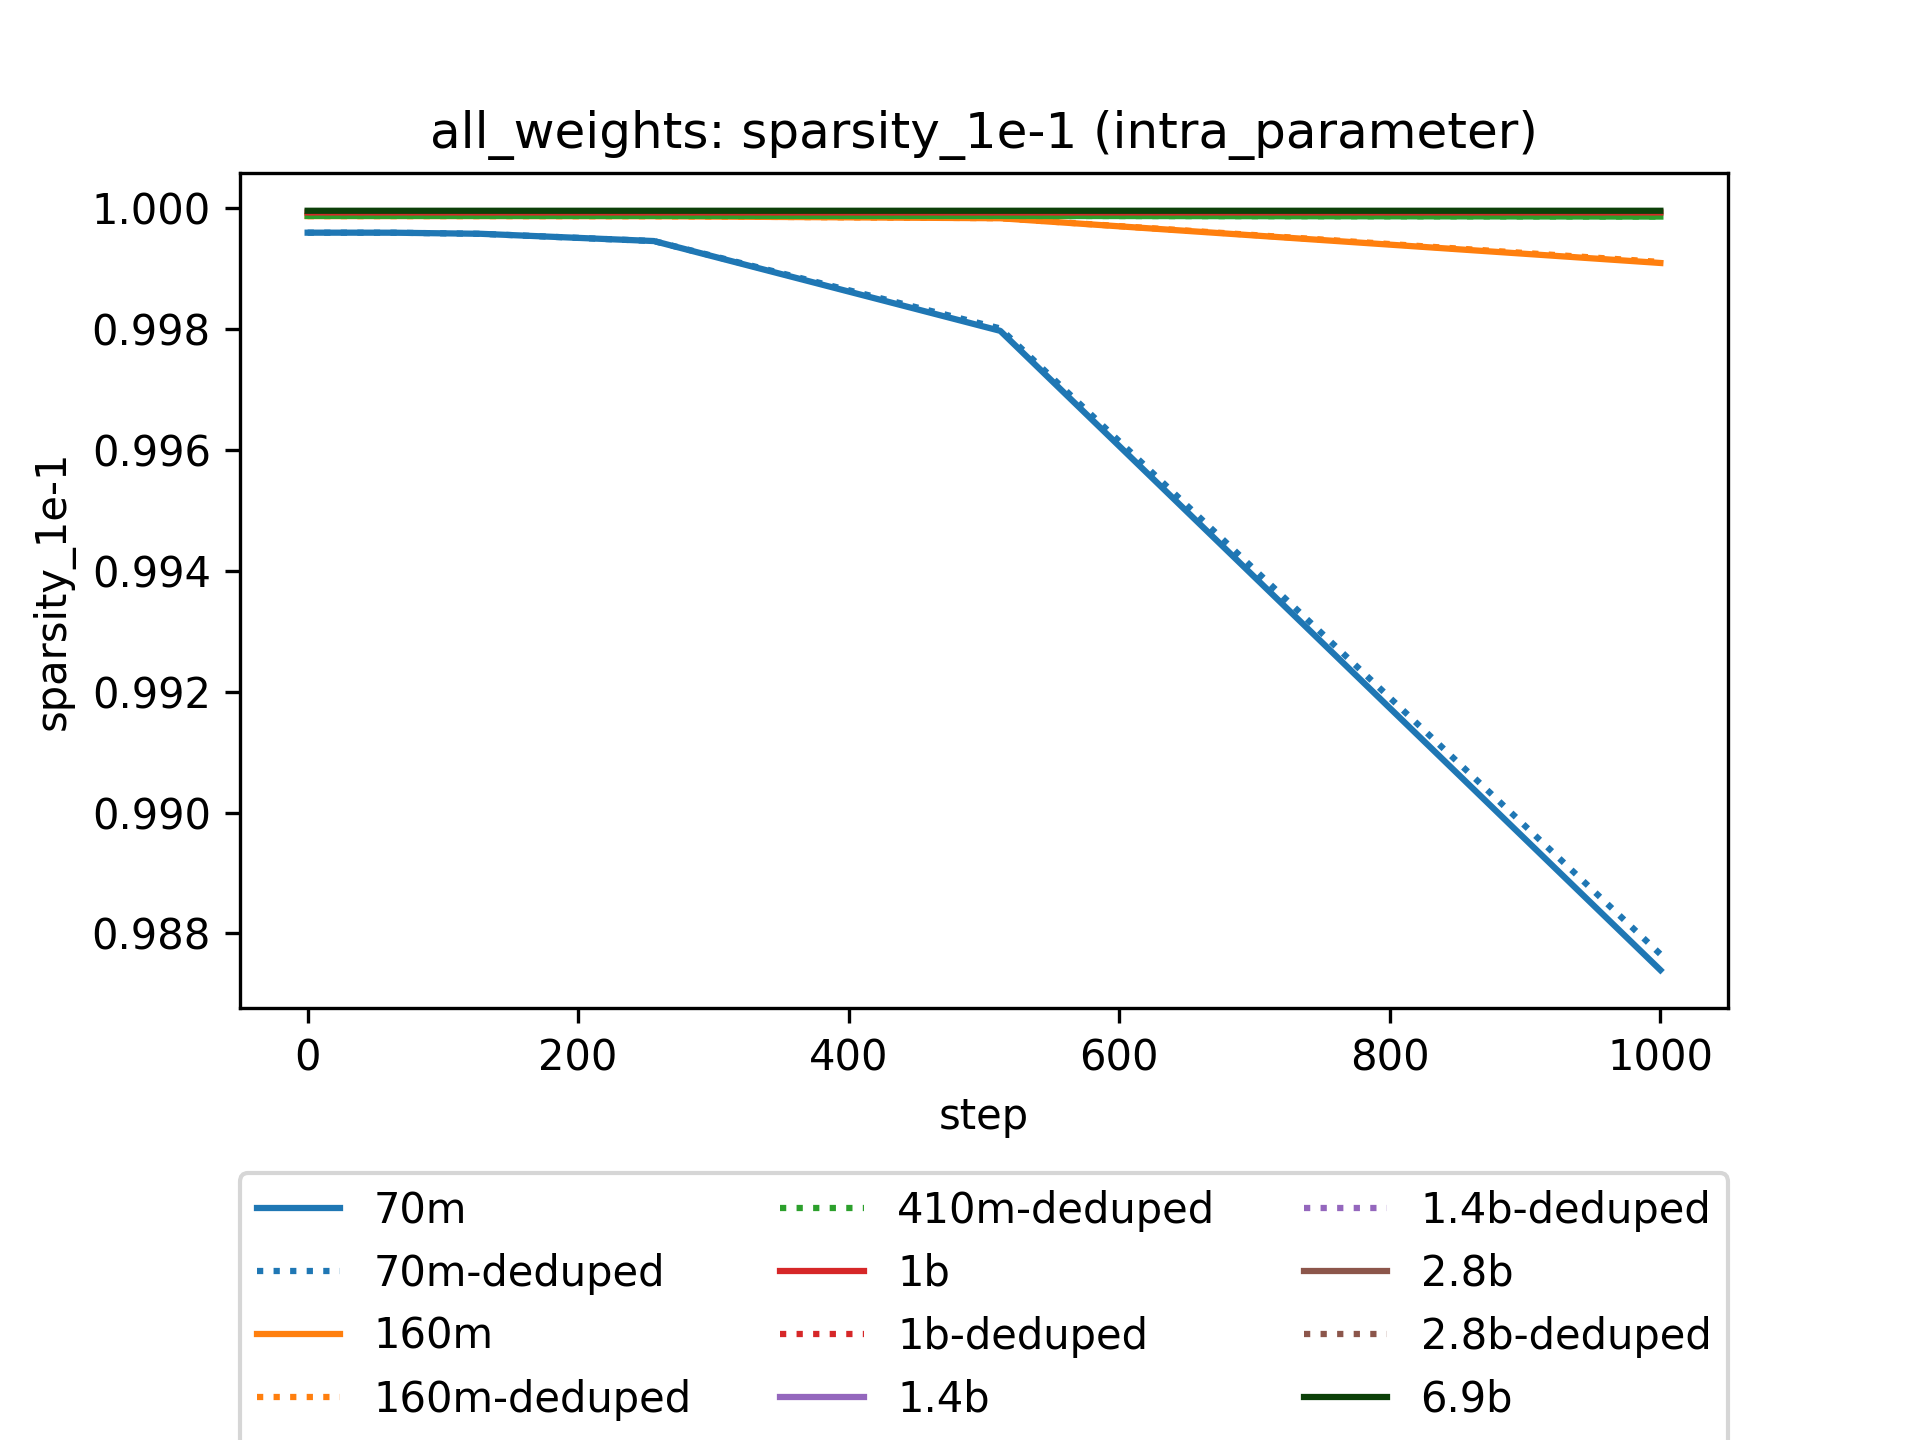 all_weights: sparsity_1e-1 (intra_parameter)
sparsity_1e-1
1.000
0.998
0.996
0.994
0.992
0.990
0.988
0 200 400 600 800 1000
step
70m 410m-deduped 1.4b-deduped
70m-deduped 1b 2.8b
160m 1b-deduped 2.8b-deduped
160m-deduped 1.4b 6.9b